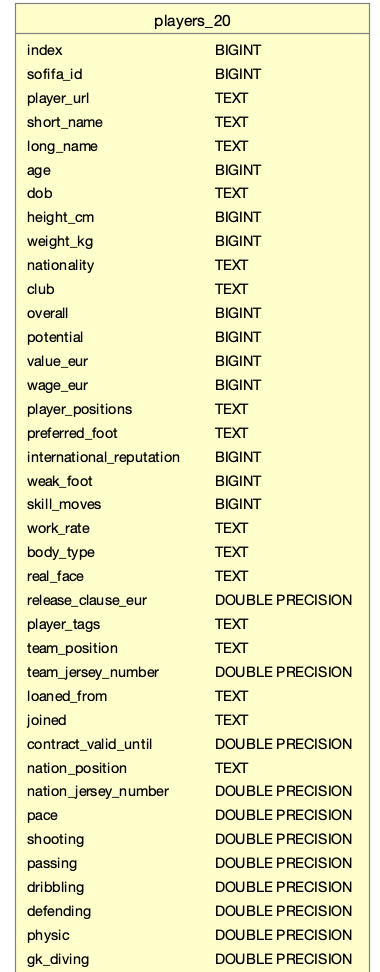 players_20
index BIGINT
sofifa_id BIGINT
player_url TEXT
short_name TEXT
long_name TEXT
age BIGINT
dob TEXT
height_cm BIGINT
weight_kg BIGINT
nationality TEXT
club TEXT
overall BIGINT
potential BIGINT
value_eur BIGINT
wage_eur BIGINT
player_positions TEXT
preferred_foot TEXT
international_reputation BIGINT
weak_foot BIGINT
skill_moves BIGINT
work_rate TEXT
body_type TEXT
real_face TEXT
release_clause_eur DOUBLE PRECISION
player_tags TEXT
team_position TEXT
team_jersey_number DOUBLE PRECISION
loaned_from TEXT
joined TEXT
contract_valid_until DOUBLE PRECISION
nation_position TEXT
nation_jersey_number DOUBLE PRECISION
pace DOUBLE PRECISION
shooting DOUBLE PRECISION
passing DOUBLE PRECISION
dribbling DOUBLE PRECISION
defending DOUBLE PRECISION
physic DOUBLE PRECISION
gk_diving DOUBLE PRECISION